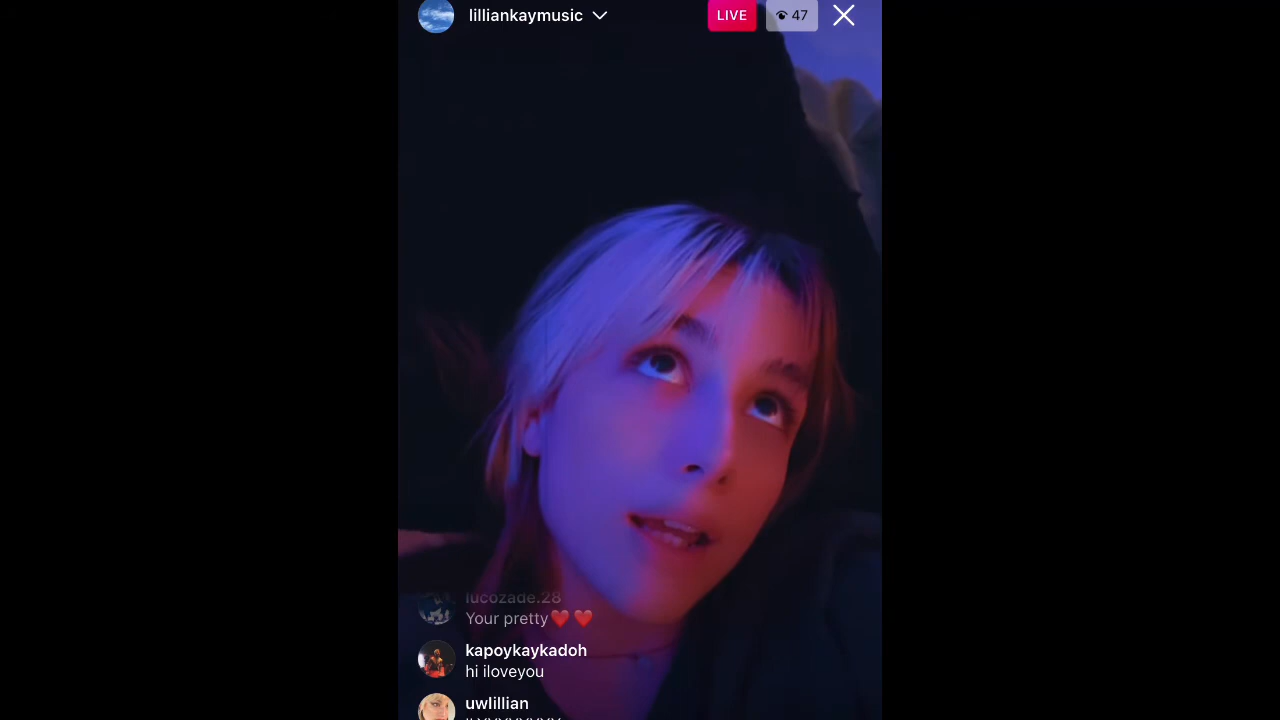 lilliankaymusic
LIVE
47
lucozade.28
Your pretty❤️❤️
kapoykaykadoh
hi iloveyou
uwlillian